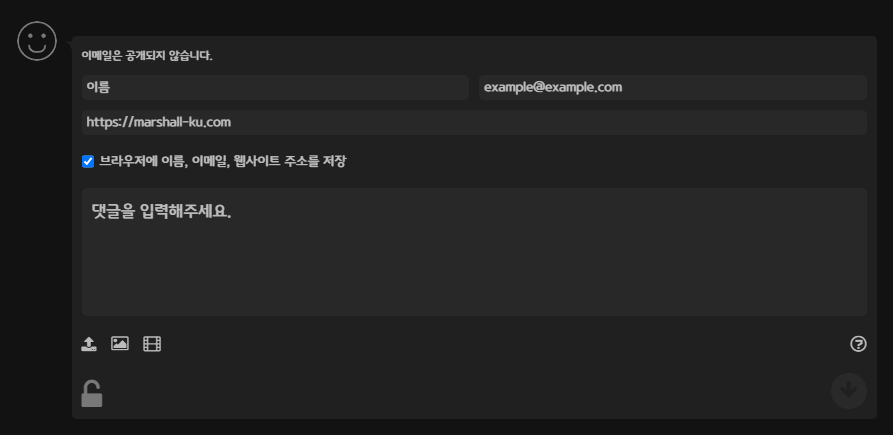 이메일은 공개되지 않습니다.
이름
example@example.com
https://marshall-ku.com
브라우저에 이름, 이메일, 웹사이트 주소를 저장
댓글을 입력해주세요.